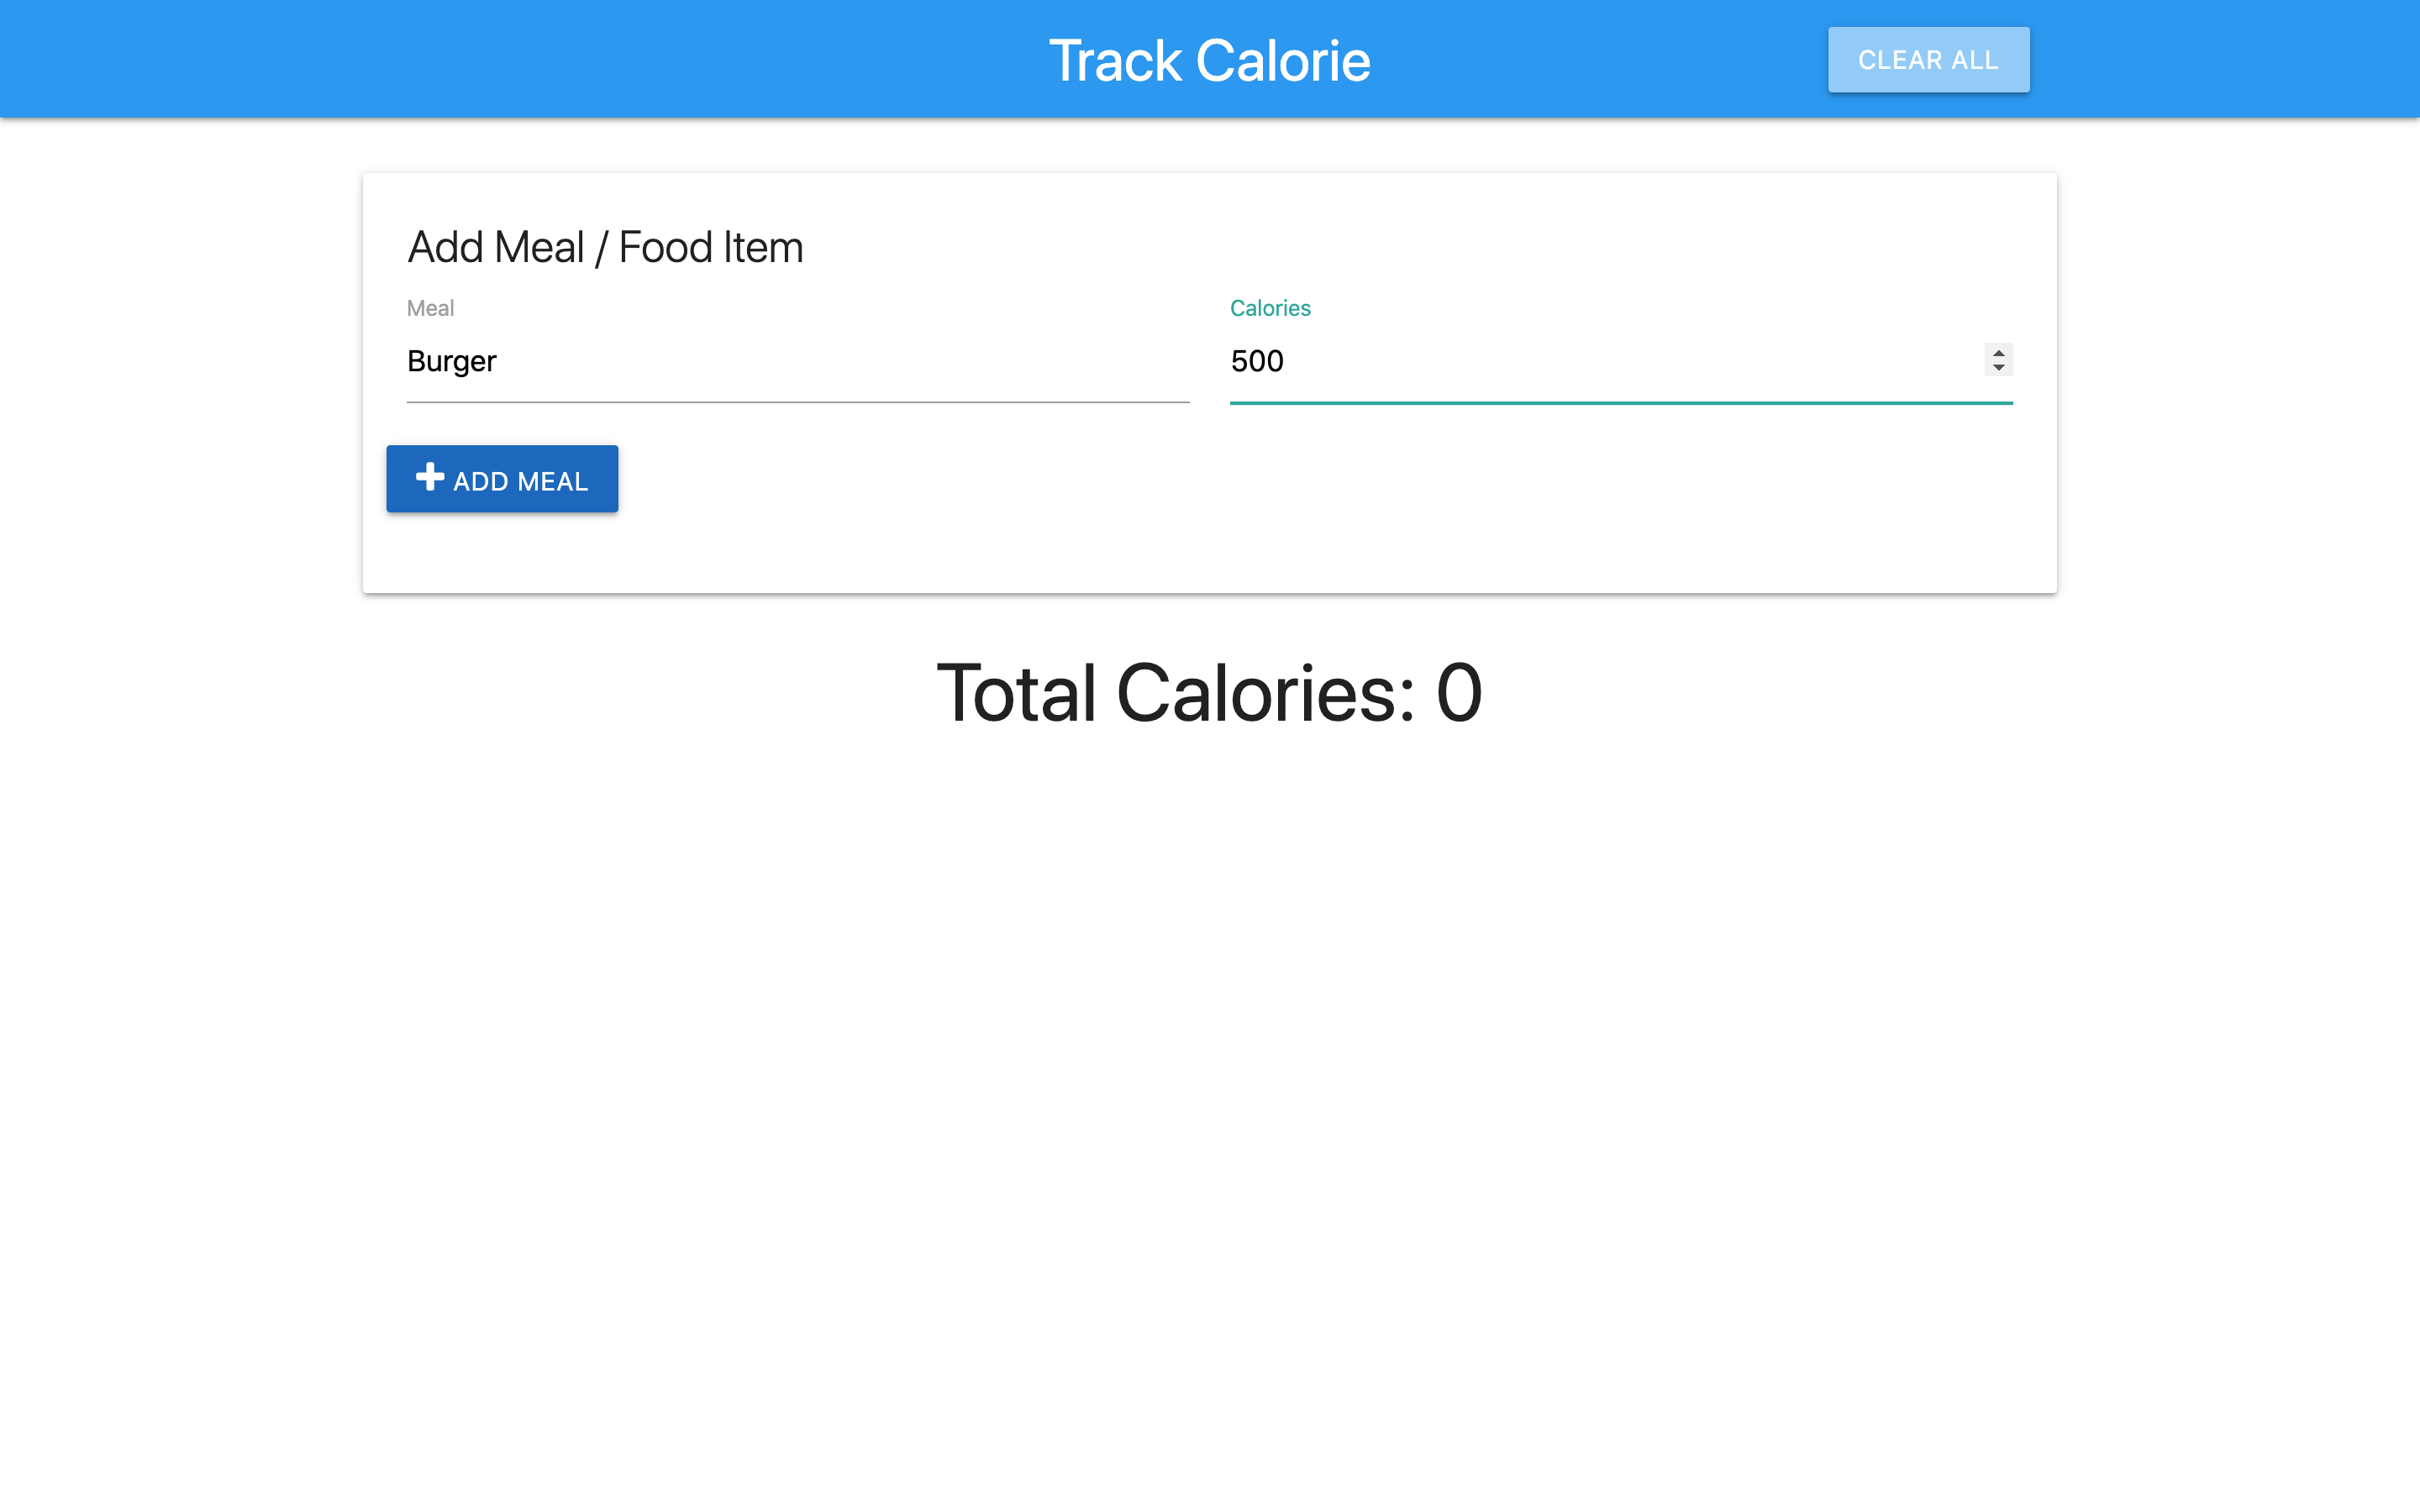 Track Calorie
CLEAR ALL
Add Meal / Food Item
Meal
Calories
Burger
500
ADD MEAL
Total Calories: 0